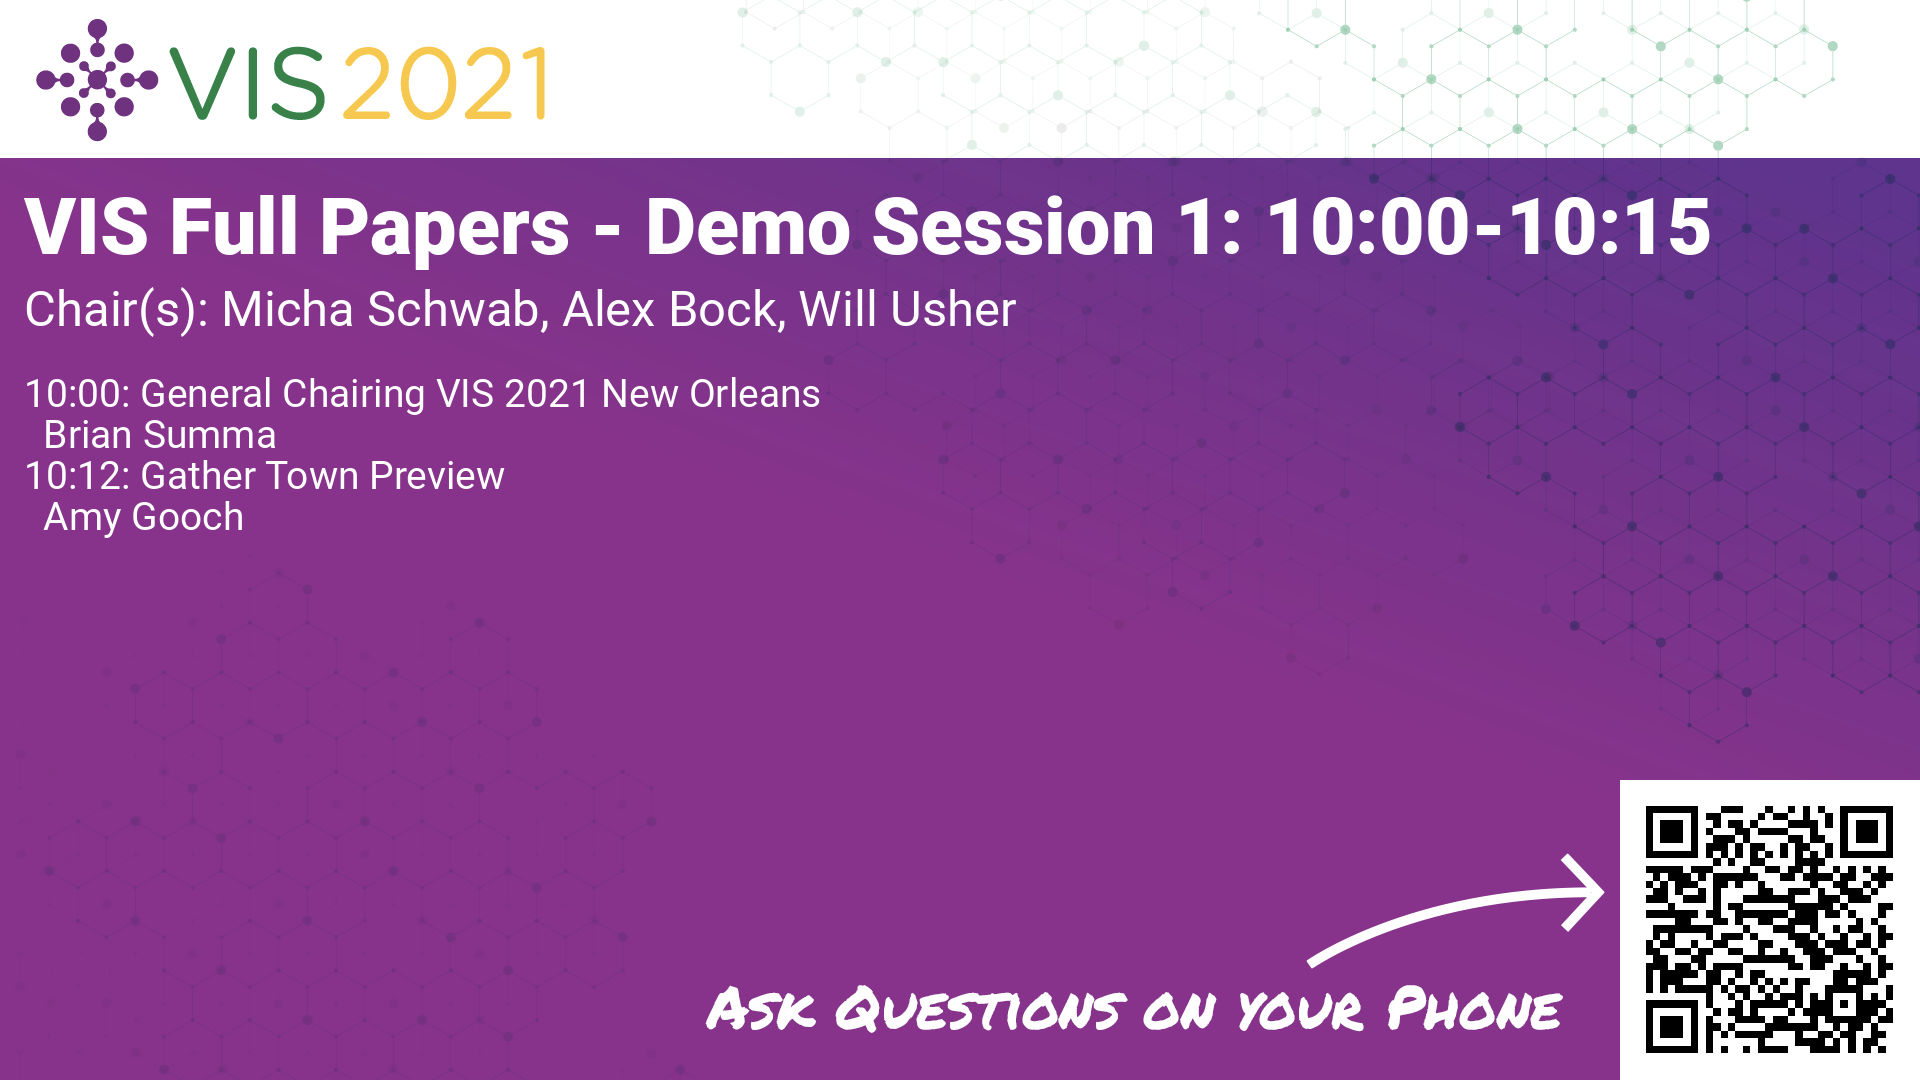 VIS 2021
VIS Full Papers - Demo Session 1: 10:00-10:15
Chair(s): Micha Schwab, Alex Bock, Will Usher
10:00: General Chairing VIS 2021 New Orleans
Brian Summa
10:12: Gather Town Preview
Amy Gooch
Ask Questions on your Phone